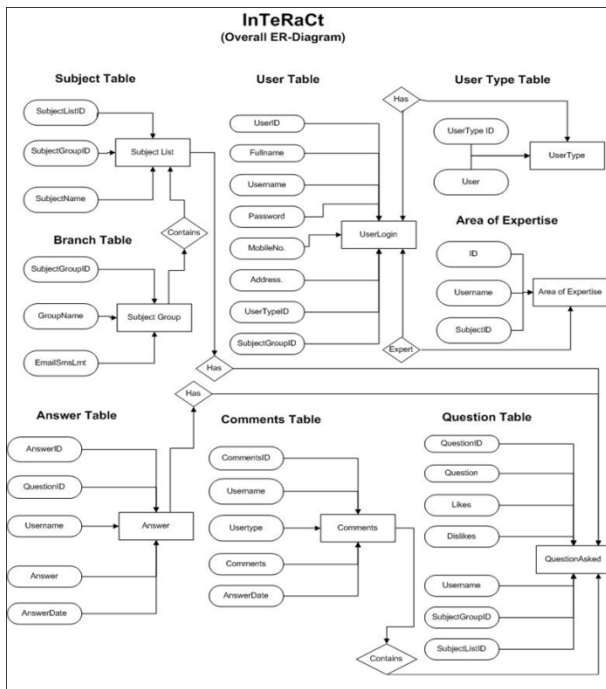 InTeRaCt
(Overall ER-Diagram)
Subject Table
SubjectListID
SubjectGroupID
SubjectName
Subject List
Contains
Branch Table
SubjectGroupID
GroupName
EmailSmsLmt
Subject Group
User Table
UserID
Fullname
Username
Password
MobileNo.
Address.
UserTypeID
SubjectGroupID
UserLogin
Has
Expert
User Type Table
UserType ID
User
UserType
Area of Expertise
ID
Username
SubjectID
Area of Expertise
Has
Has
Answer Table
AnswerID
QuestionID
Username
Answer
AnswerDate
Answer
Comments Table
CommentsID
Username
Usertype
Comments
AnswerDate
Comments
Contains
Question Table
QuestionID
Question
Likes
Dislikes
Username
SubjectGroupID
SubjectListID
QuestionAsked